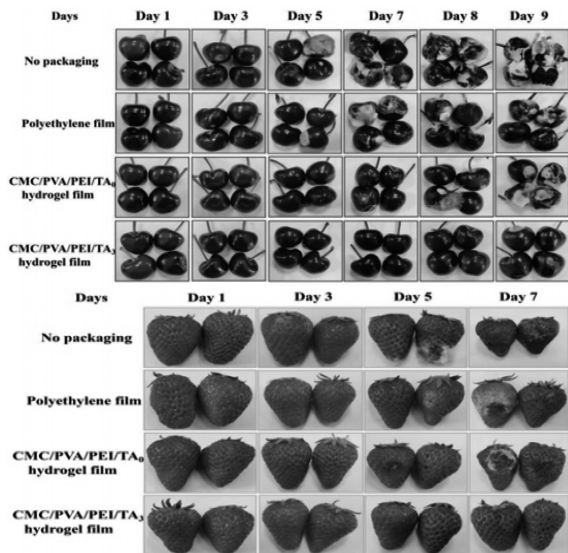 Days Day 1 Day 3 Day 5 Day 7 Day 8 Day 9
No packaging
Polyethylene film
CMC/PVA/PEI/TA₀
hydrogel film
CMC/PVA/PEI/TA₃
hydrogel film
Days Day 1 Day 3 Day 5 Day 7
No packaging
Polyethylene film
CMC/PVA/PEI/TA₀
hydrogel film
CMC/PVA/PEI/TA₃
hydrogel film